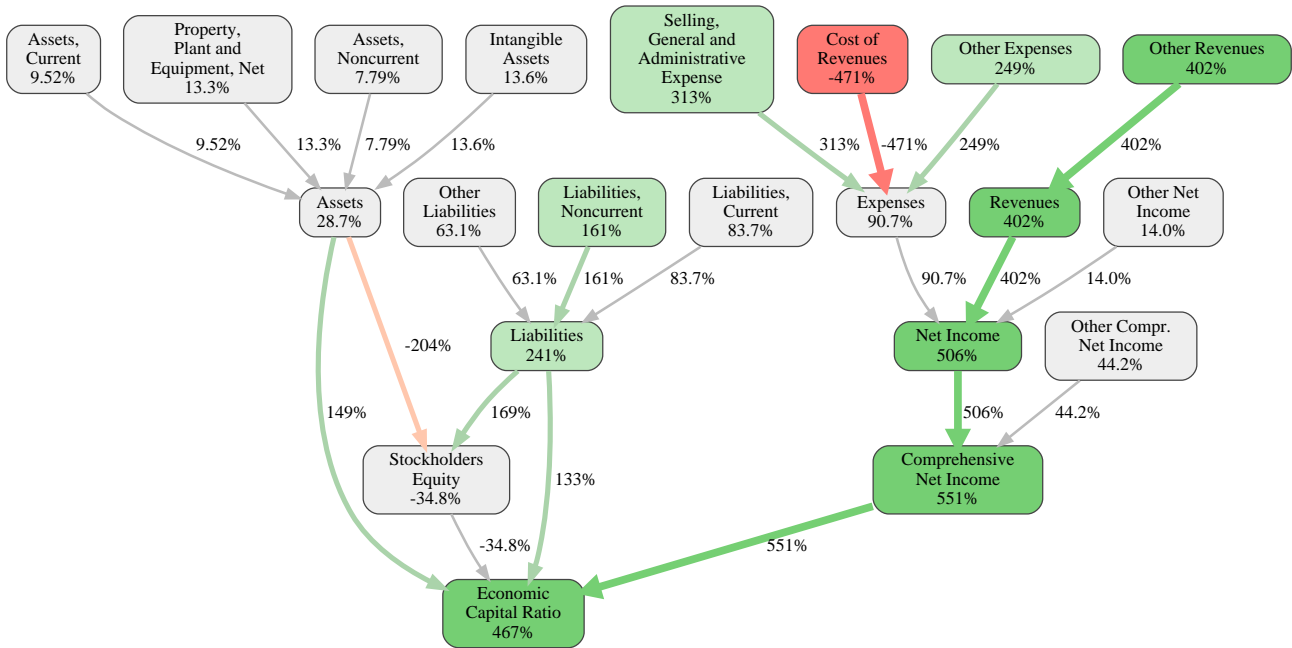 Assets,
Current
9.52%
Property,
Plant and
Equipment, Net
13.3%
Assets,
Noncurrent
7.79%
Intangible
Assets
13.6%
Selling,
General and
Administrative
Expense
313%
Cost of
Revenues
-471%
Other Expenses
249%
Other Revenues
402%
9.52%
13.3%
7.79%
13.6%
313%
-471%
249%
402%
Assets
28.7%
Other
Liabilities
63.1%
Liabilities,
Noncurrent
161%
Liabilities,
Current
83.7%
Expenses
90.7%
Revenues
402%
Other Net
Income
14.0%
63.1%
161%
83.7%
90.7%
402%
14.0%
-204%
Liabilities
241%
Net Income
506%
Other Compr.
Net Income
44.2%
149%
169%
506%
44.2%
Stockholders
Equity
-34.8%
133%
Comprehensive
Net Income
551%
-34.8%
551%
Economic
Capital Ratio
467%